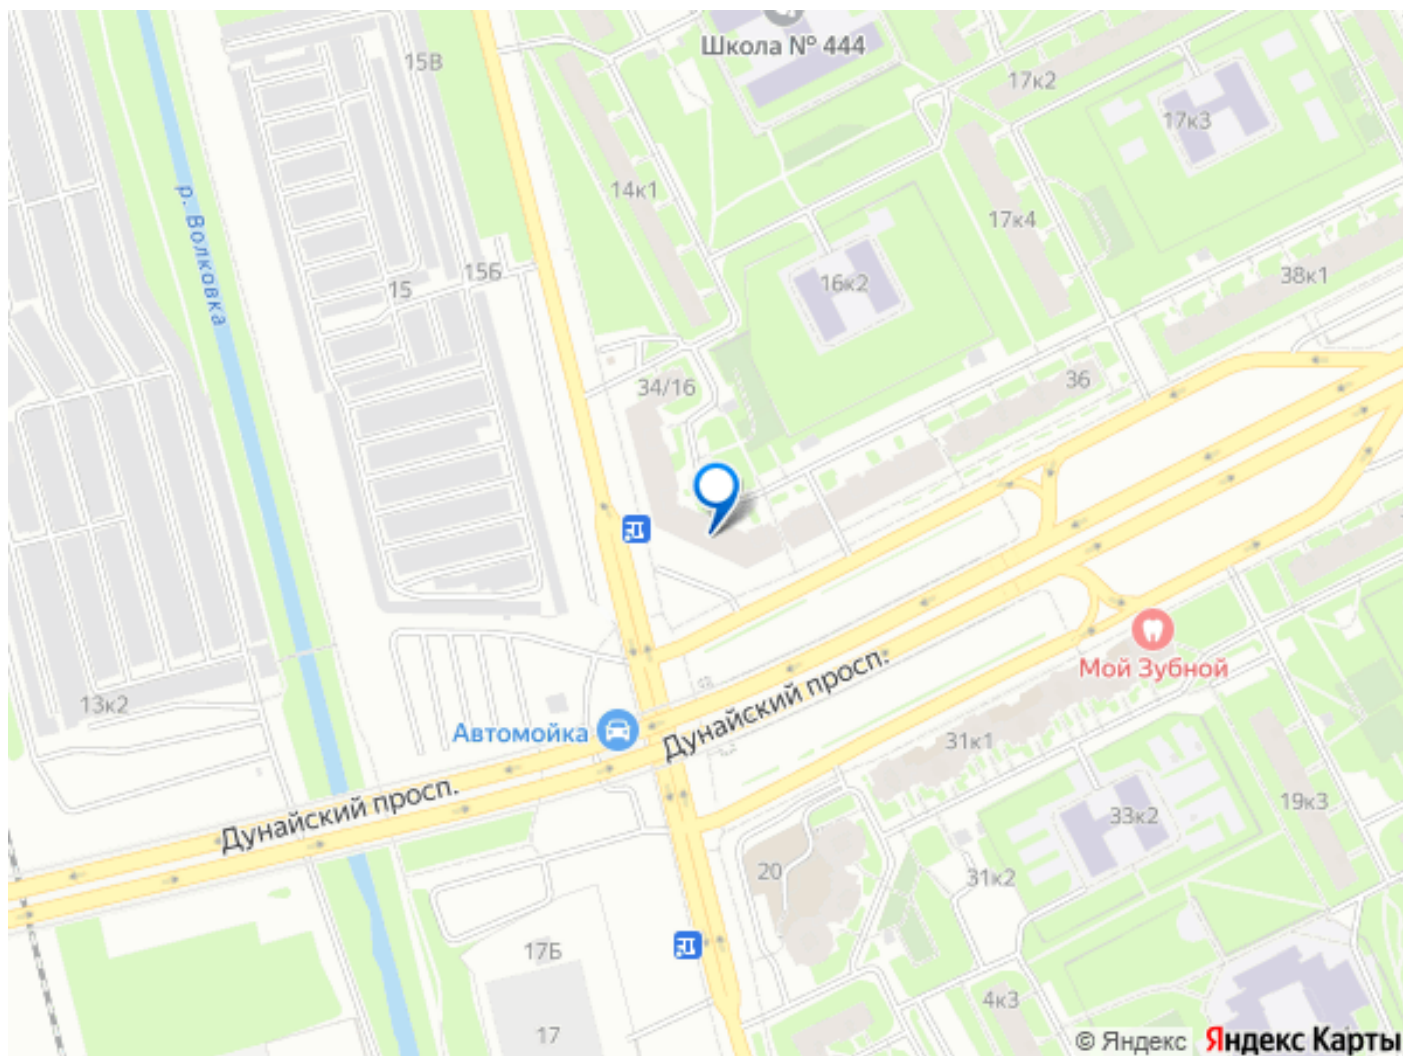 Школа № 444
15В
17к2
17к3
14к1
р. Волковка
17к4
15Б
15
16к2
38к1
34/16
36
Мой Зубной
13к2
Автомойка
Дунайский просп.
31к1
Дунайский просп.
33к2
19к3
20
31к2
17Б
4к3
17
© Яндекс Яндекс Карты